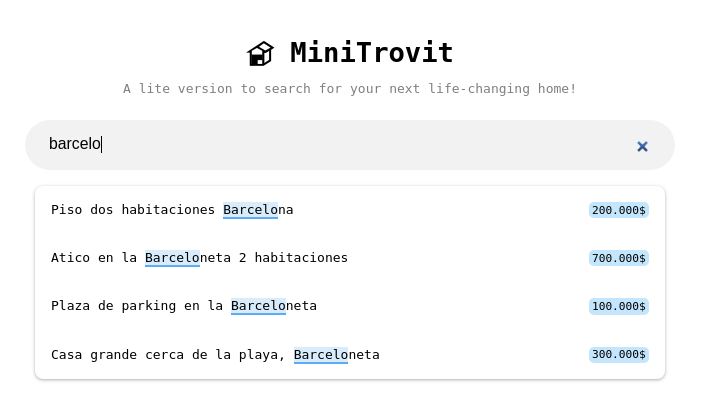 MiniTrovit
A lite version to search for your next life-changing home!
barcelo
Piso dos habitaciones Barcelona 200.000$
Atico en la Barceloneta 2 habitaciones 700.000$
Plaza de parking en la Barceloneta 100.000$
Casa grande cerca de la playa, Barceloneta 300.000$